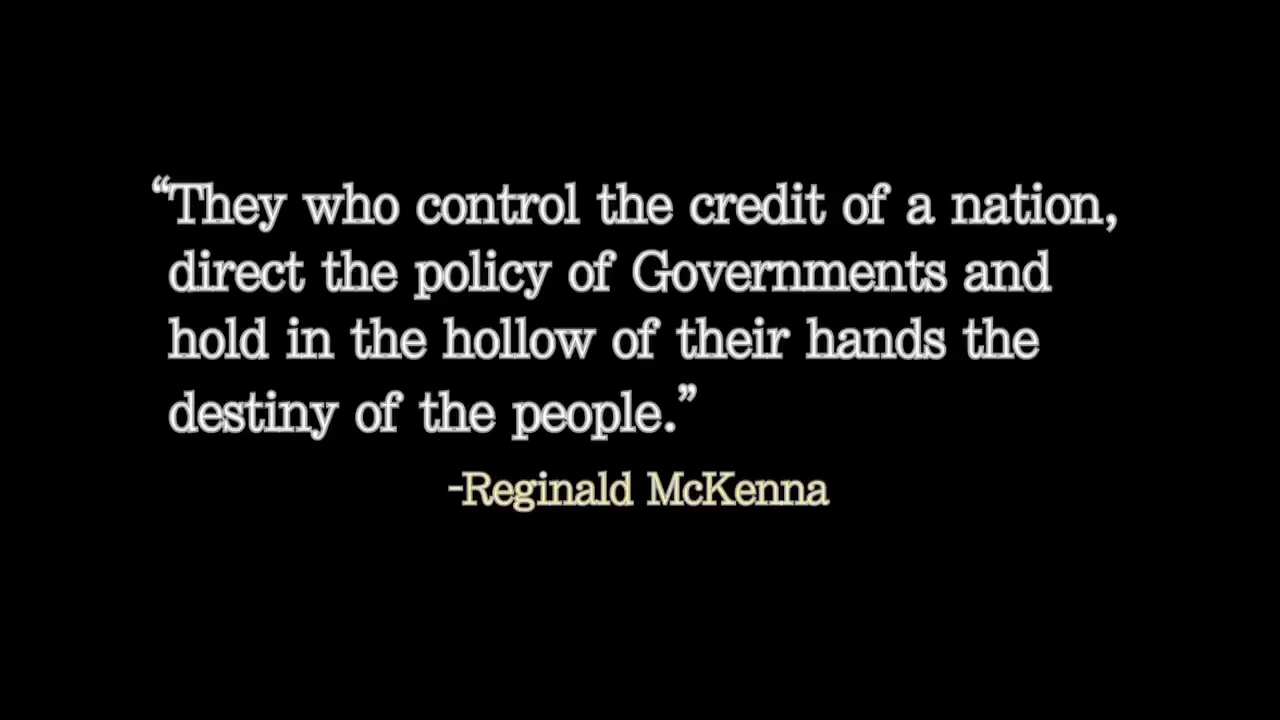 “They who control the credit of a nation,
direct the policy of Governments and
hold in the hollow of their hands the
destiny of the people.”
-Reginald McKenna